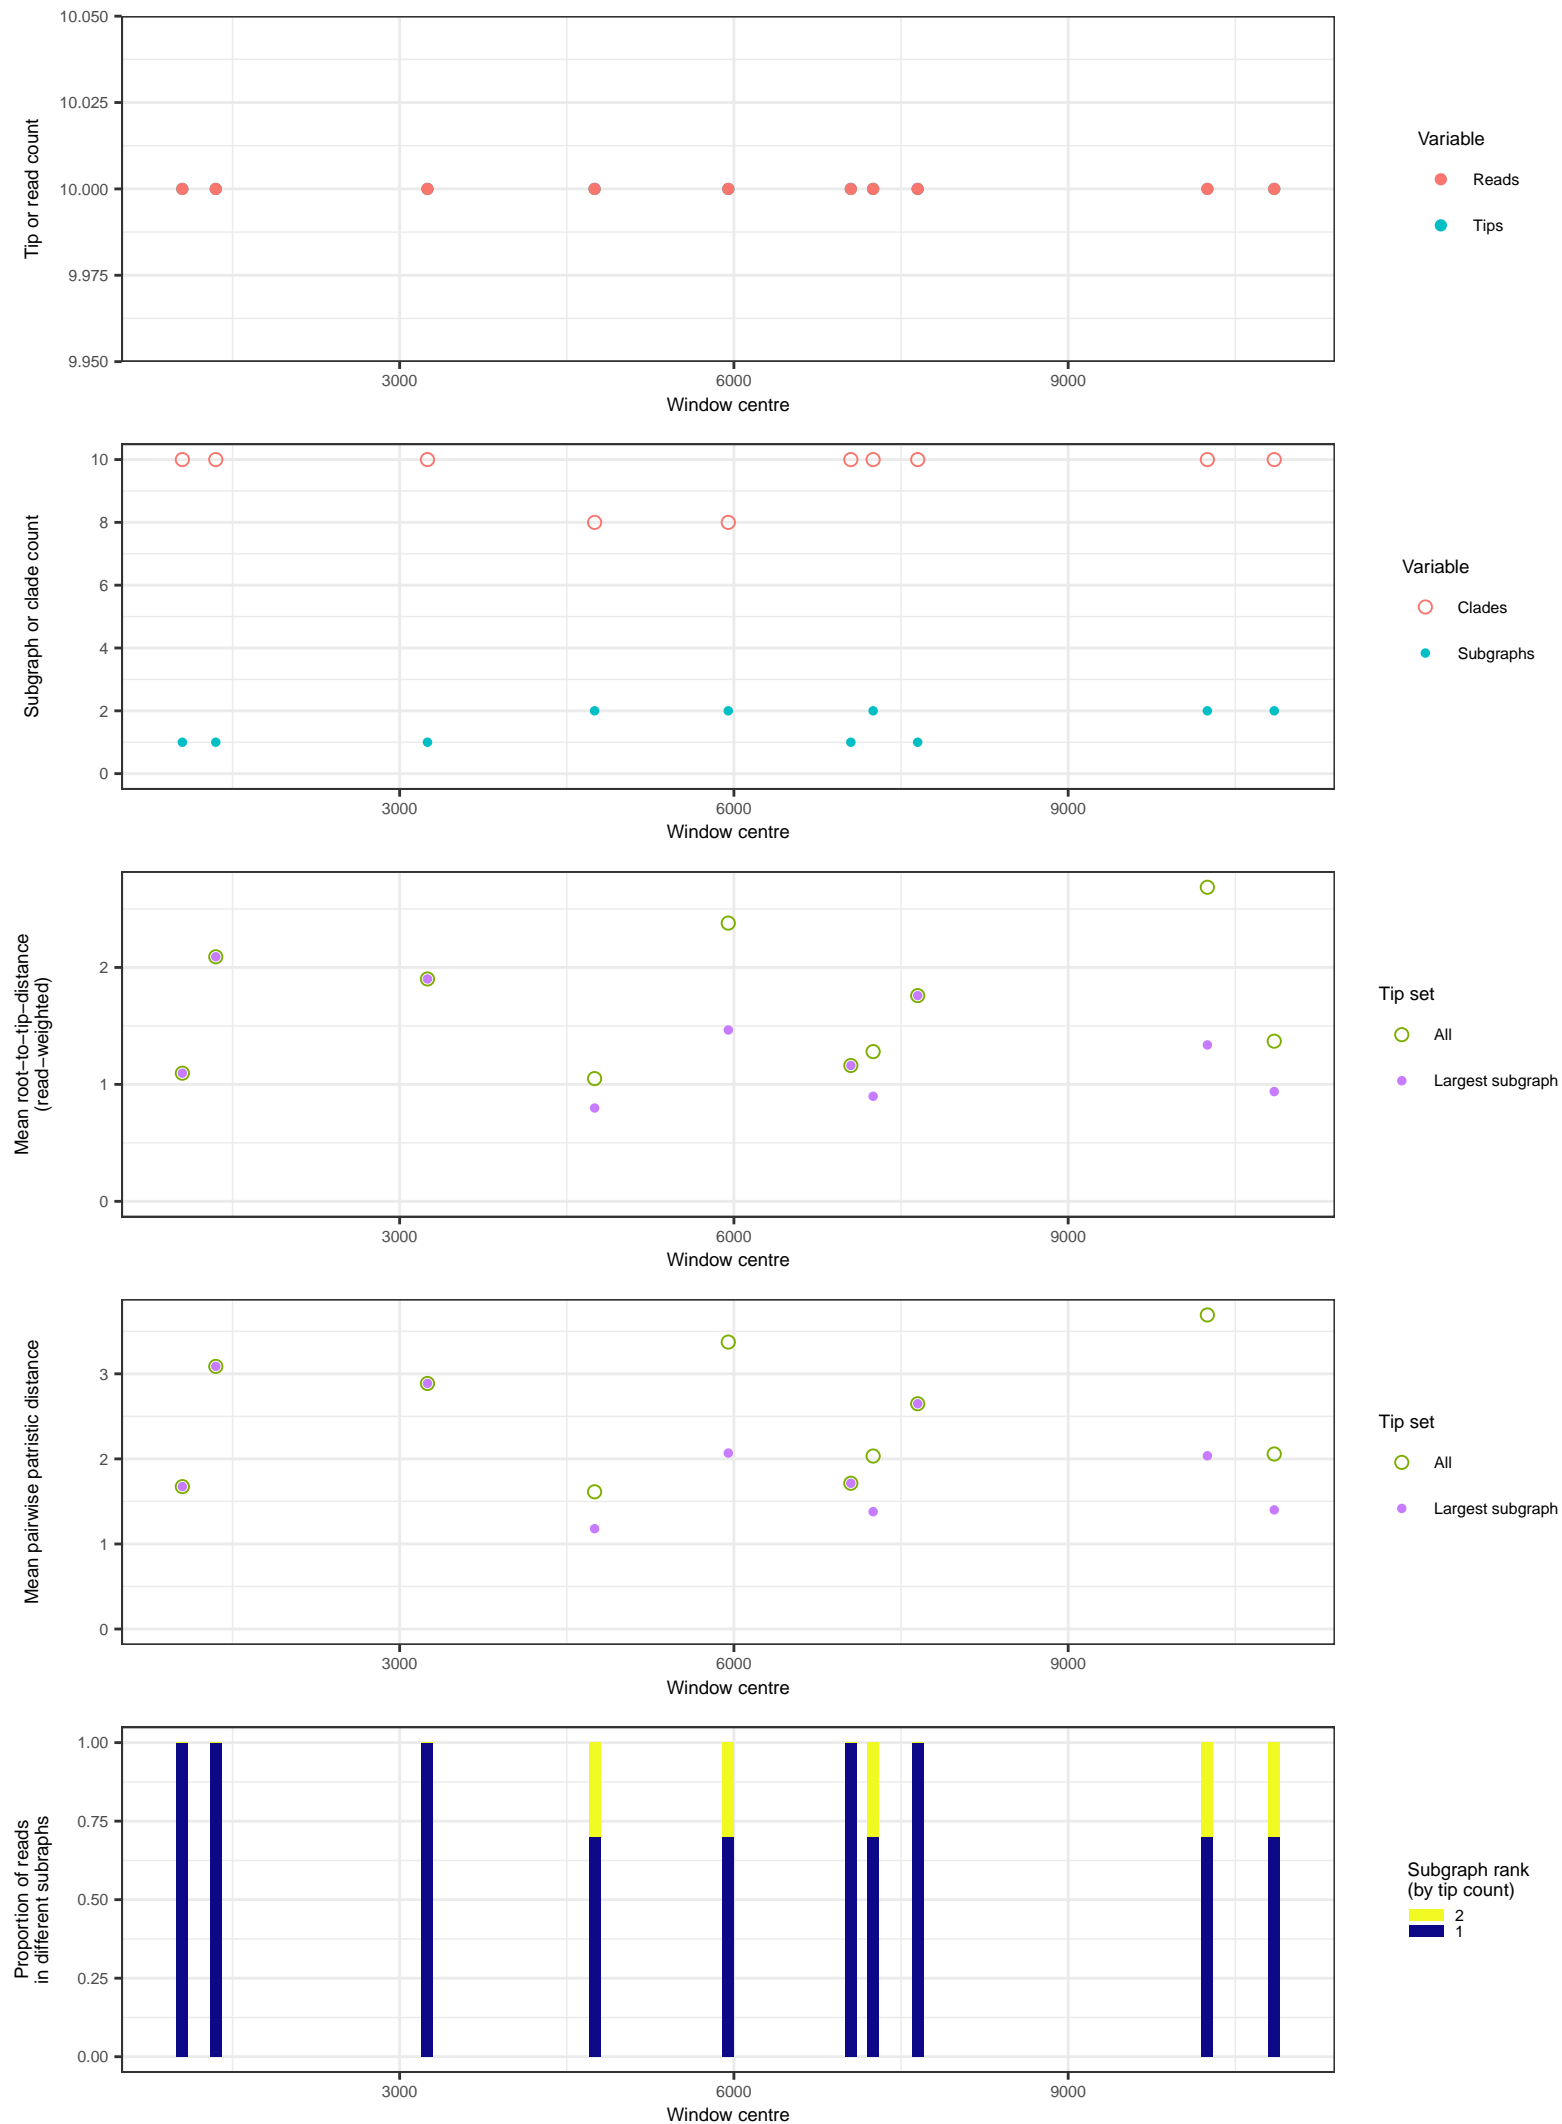 10.050
10.025
10.000
9.975
9.950
Tip or read count
3000 6000 9000
Window centre
Variable
Reads
Tips
10
8
6
4
2
0
Subgraph or clade count
3000 6000 9000
Window centre
Variable
Clades
Subgraphs
2
1
0
Mean root−to−tip−distance
(read−weighted)
3000 6000 9000
Window centre
Tip set
All
Largest subgraph
3
2
1
0
Mean pairwise patristic distance
3000 6000 9000
Window centre
Tip set
All
Largest subgraph
1.00
0.75
0.50
0.25
0.00
Proportion of reads
in different subraphs
3000 6000 9000
Window centre
Subgraph rank
(by tip count)
2
1